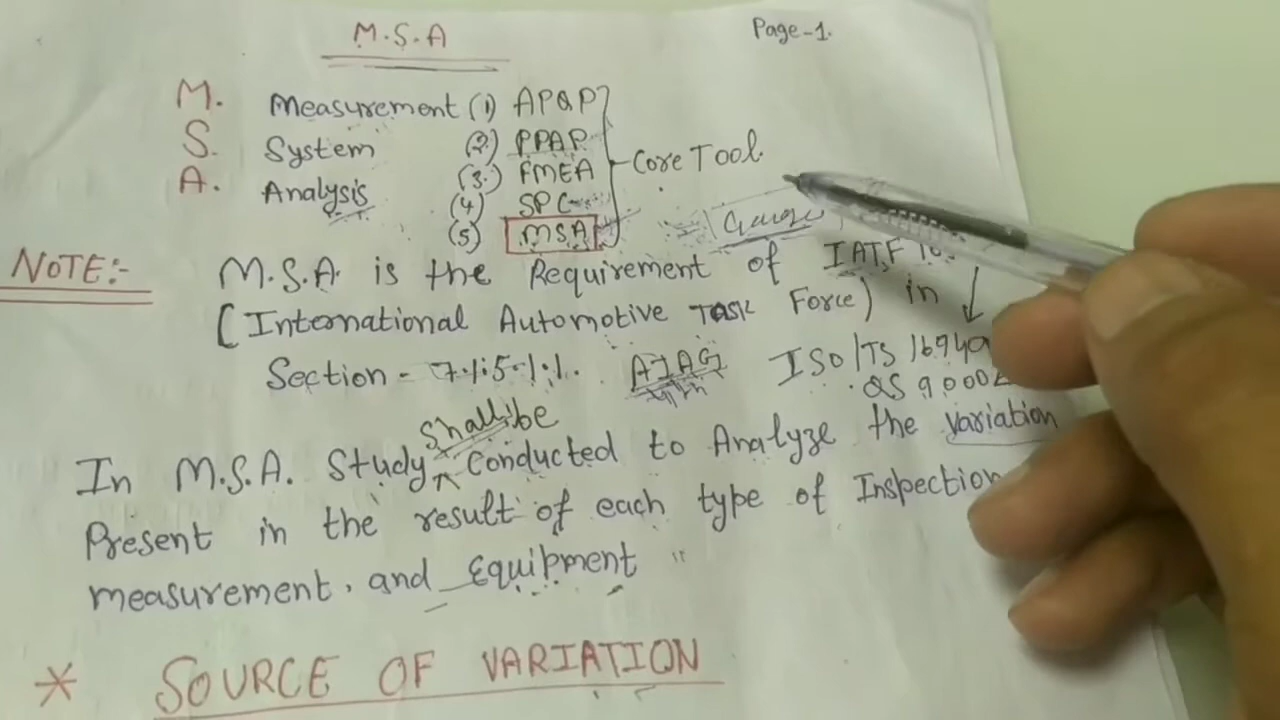 M.S.A
Page-1.
M. Measurement (1) APQP
S. System (2) PPAP
A. Analysis (3) FMEA
(4) SPC
(5) MSA
Core Tool
NOTE:- M.S.A. is the Requirement of IATF
(International Automotive TASK Force) in
Section - 7.1.5.1.1. AIAG ISO/TS 16949
QS 9000
Shall be
In M.S.A. Study conducted to Analyze the variation
Present in the result of each type of Inspection
measurement, and Equipment "
* SOURCE OF VARIATION